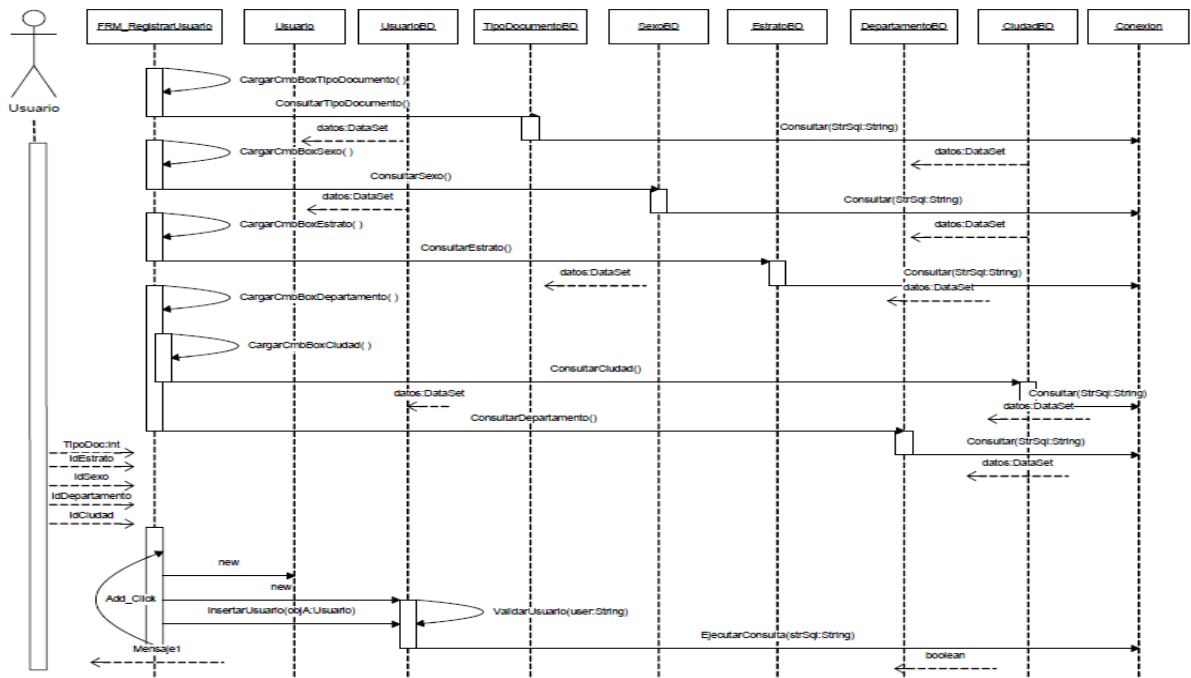 FRM_RegistrarUsuario Usuario UsuarioBD TipoDocumentoBD SexoBD EstratoBD DepartamentoBD CiudadBD Conexion
Usuario
CargarCmbBoxTipoDocumento( )
ConsultarTipoDocumento()
datos:DataSet
Consultar(StrSql:String)
CargarCmbBoxSexo( )
datos:DataSet
ConsultarSexo()
datos:DataSet
Consultar(StrSql:String)
CargarCmbBoxEstrato( )
datos:DataSet
ConsultarEstrato()
datos:DataSet
Consultar(StrSql:String)
datos:DataSet
CargarCmbBoxDepartamento( )
CargarCmbBoxCiudad( )
ConsultarCiudad()
datos:DataSet
Consultar(StrSql:String)
datos:DataSet
ConsultarDepartamento()
TipoDoc:int
Consultar(StrSql:String)
IdEstrato
datos:DataSet
IdSexo
IdDepartamento
IdCiudad
new
new
Add_Click
InsertarUsuario(objA:Usuario)
ValidarUsuario(user:String)
EjecutarConsulta(strSql:String)
Mensaje1
boolean